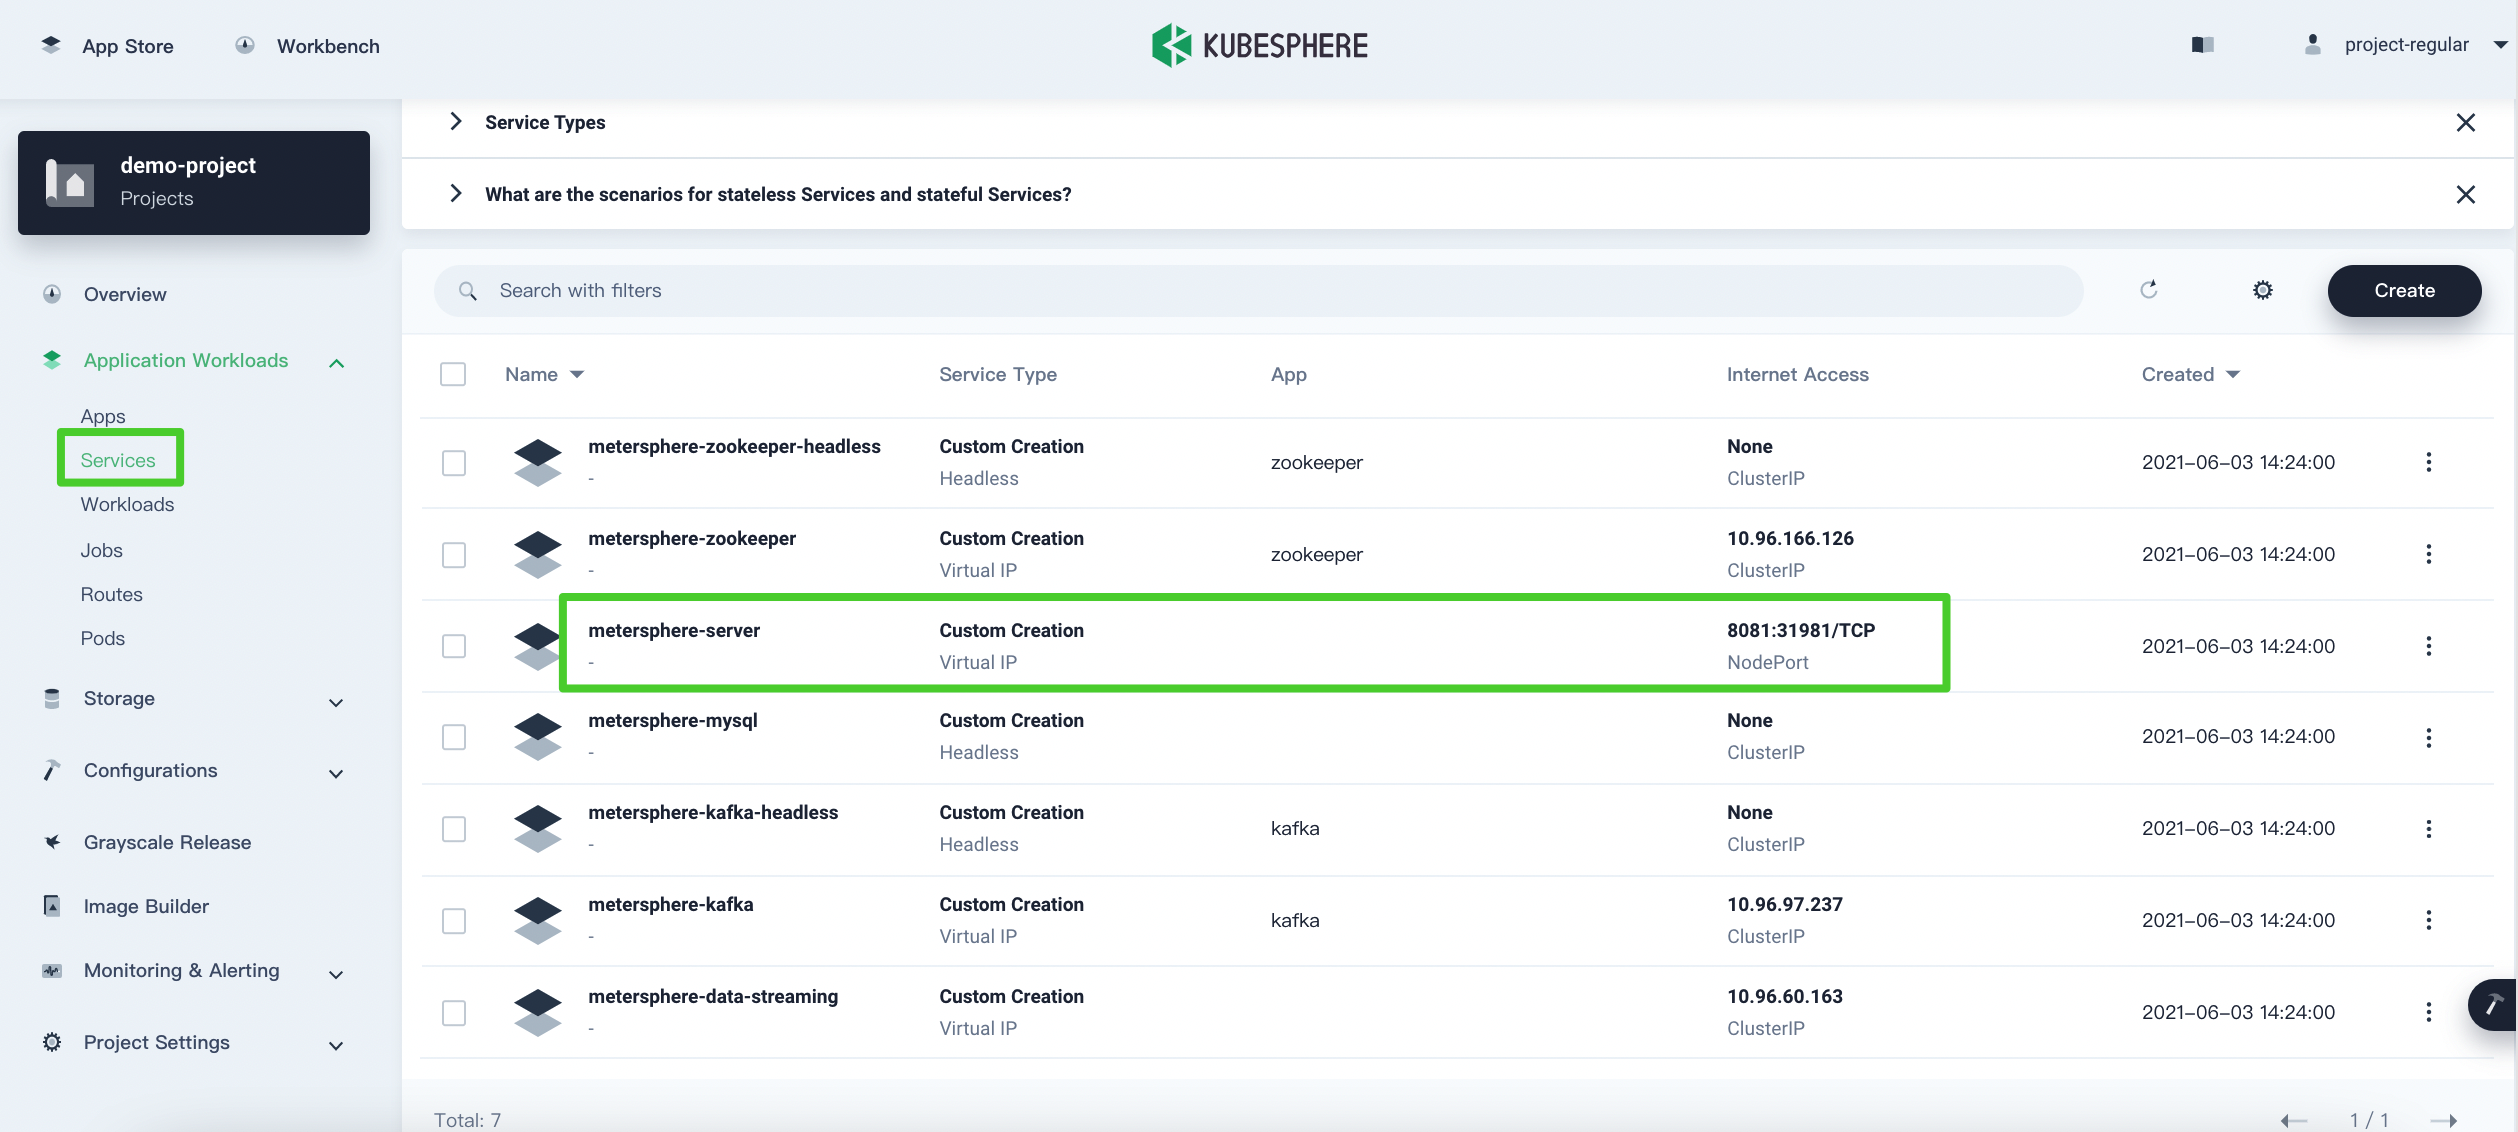 App Store
Workbench
KUBESPHERE
project-regular
demo-project
Projects
Overview
Application Workloads
Apps
Services
Workloads
Jobs
Routes
Pods
Storage
Configurations
Grayscale Release
Image Builder
Monitoring & Alerting
Project Settings
Service Types
What are the scenarios for stateless Services and stateful Services?
Search with filters
Create
Name Service Type App Internet Access Created
metersphere-zookeeper-headless Custom Creation None
zookeeper 2021-06-03 14:24:00
- Headless ClusterIP
metersphere-zookeeper Custom Creation 10.96.166.126
zookeeper 2021-06-03 14:24:00
- Virtual IP ClusterIP
metersphere-server Custom Creation 8081:31981/TCP
2021-06-03 14:24:00
- Virtual IP NodePort
metersphere-mysql Custom Creation None
2021-06-03 14:24:00
- Headless ClusterIP
metersphere-kafka-headless Custom Creation None
kafka 2021-06-03 14:24:00
- Headless ClusterIP
metersphere-kafka Custom Creation 10.96.97.237
kafka 2021-06-03 14:24:00
- Virtual IP ClusterIP
metersphere-data-streaming Custom Creation 10.96.60.163
2021-06-03 14:24:00
- Virtual IP ClusterIP
Total: 7
1 / 1